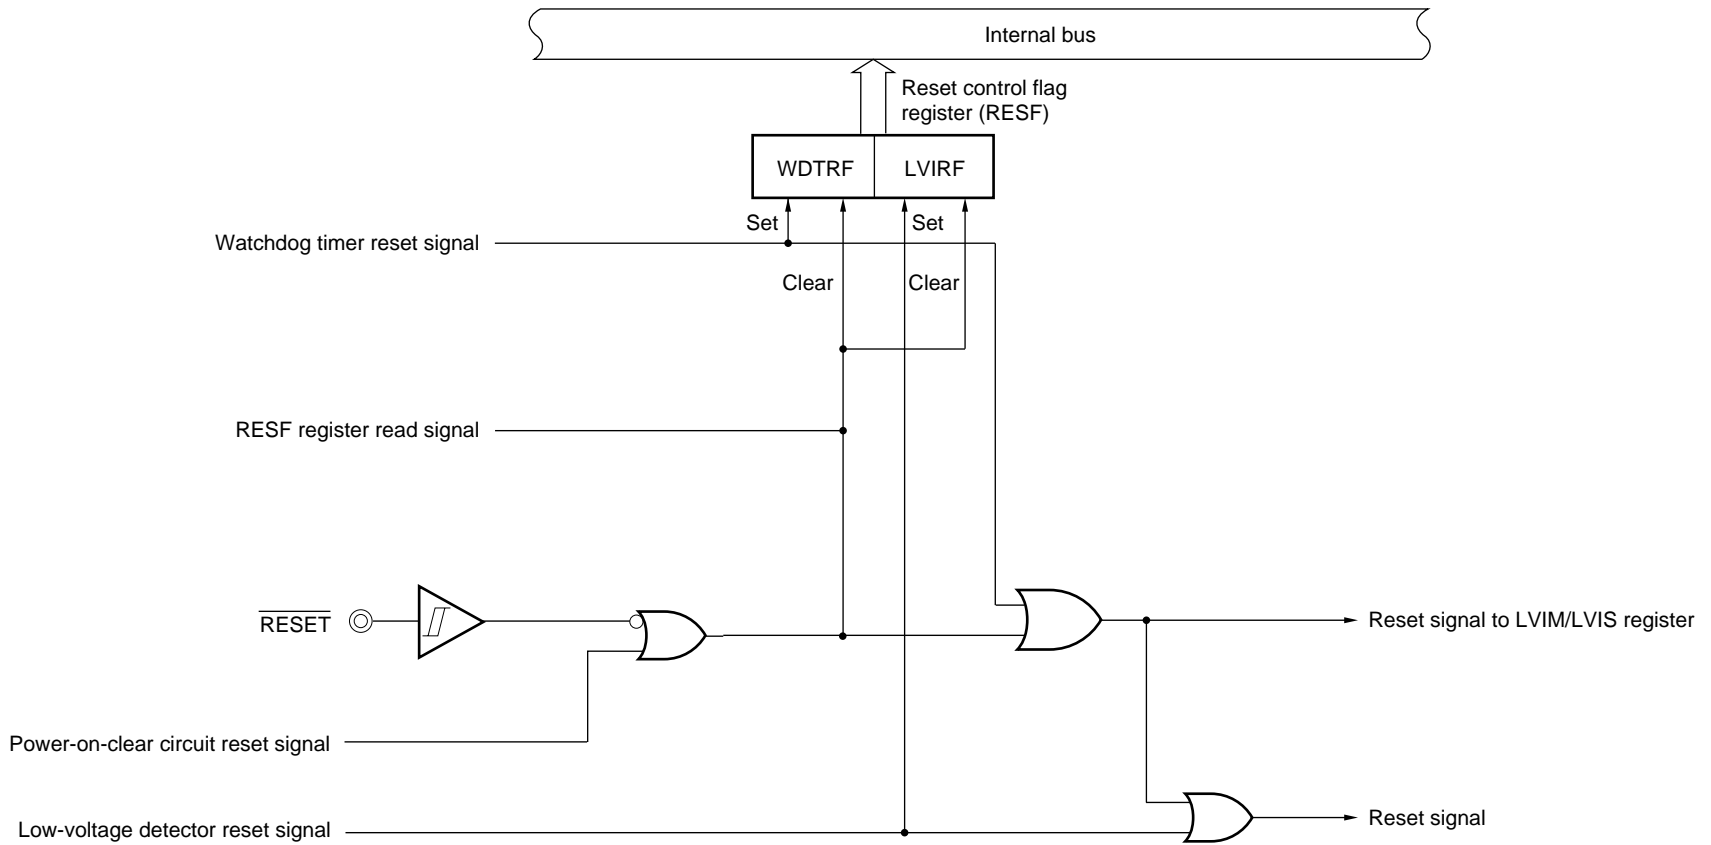 Internal bus
Reset control flag
register (RESF)
WDTRF
LVIRF
Set
Set
Watchdog timer reset signal
Clear
Clear
RESF register read signal
RESET
Reset signal to LVIM/LVIS register
Power-on-clear circuit reset signal
Low-voltage detector reset signal
Reset signal